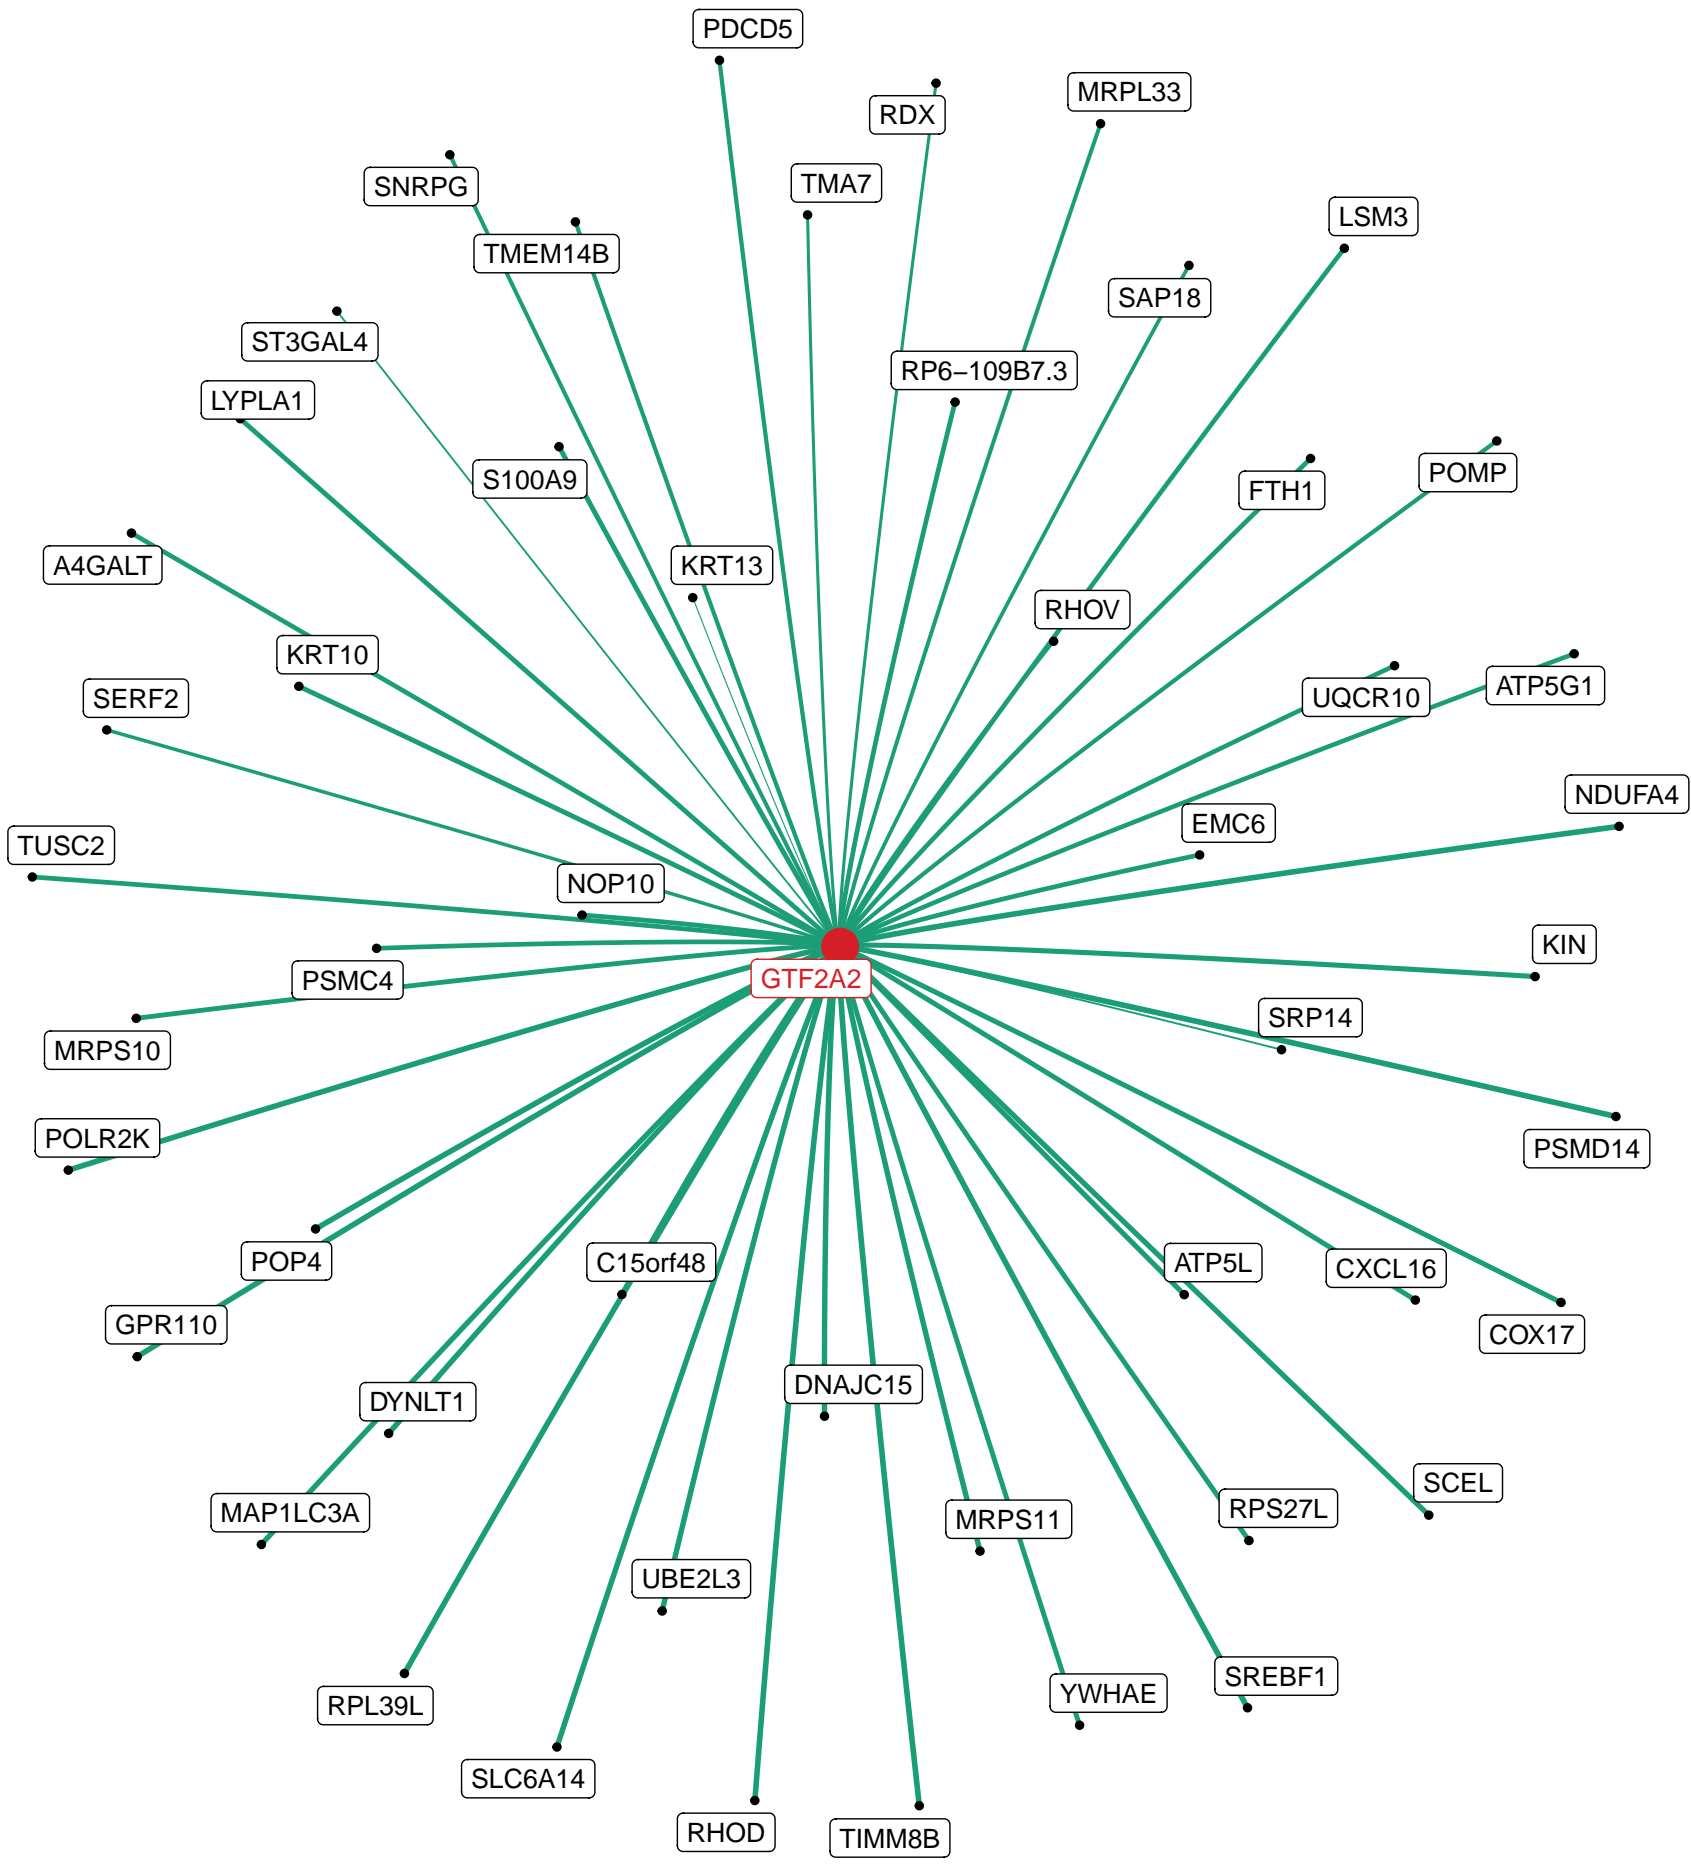 PDCD5
RDX
MRPL33
SNRPG
TMA7
LSM3
TMEM14B
SAP18
ST3GAL4
RP6−109B7.3
LYPLA1
S100A9
POMP
FTH1
A4GALT
KRT13
RHOV
KRT10
SERF2
UQCR10
ATP5G1
NDUFA4
EMC6
TUSC2
NOP10
KIN
PSMC4
GTF2A2
SRP14
MRPS10
POLR2K
PSMD14
POP4
C15orf48
ATP5L
CXCL16
GPR110
COX17
DYNLT1
DNAJC15
SCEL
MAP1LC3A
MRPS11
RPS27L
UBE2L3
SREBF1
YWHAE
RPL39L
SLC6A14
RHOD
TIMM8B